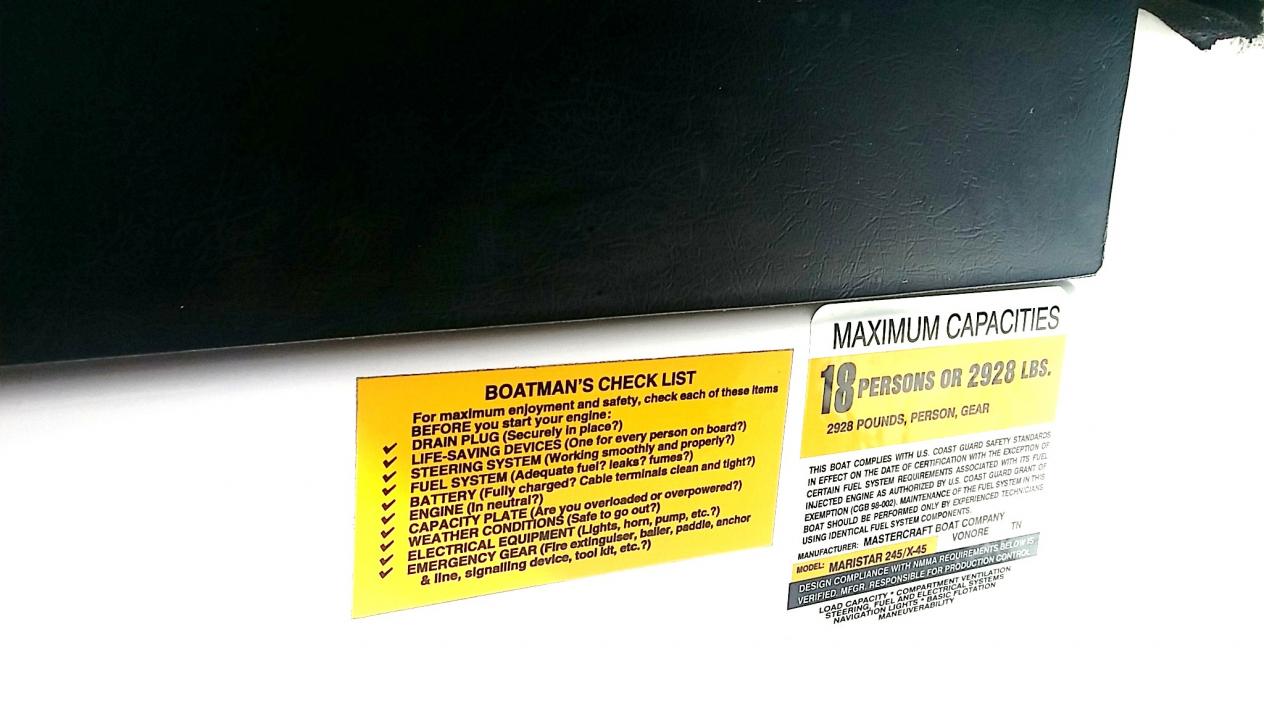 BOATMAN'S CHECK LIST
For maximum enjoyment and safety, check each of these items
BEFORE you start your engine:
DRAIN PLUG (Securely in place?)
LIFE-SAVING DEVICES (One for every person on board?)
STEERING SYSTEM (Working smoothly and properly?)
FUEL SYSTEM (Adequate fuel? leaks? fumes?)
BATTERY (Fully charged? Cable terminals clean and tight?)
ENGINE (In neutral?)
CAPACITY PLATE (Are you overloaded or overpowered?)
WEATHER CONDITIONS (Safe to go out?)
ELECTRICAL EQUIPMENT (Lights, horn, pump, etc.?)
EMERGENCY GEAR (Fire extinguiser, bailer, paddle, anchor
& line, signalling device, tool kit, etc.?)
MAXIMUM CAPACITIES
18 PERSONS OR 2928 LBS.
2928 POUNDS, PERSON, GEAR
THIS BOAT COMPLIES WITH U.S. COAST GUARD SAFETY STANDARDS
IN EFFECT ON THE DATE OF CERTIFICATION WITH THE EXCEPTION OF
CERTAIN FUEL SYSTEM REQUIREMENTS ASSOCIATED WITH ITS FUEL
INJECTED ENGINE AS AUTHORIZED BY U.S. COAST GUARD GRANT OF
EXEMPTION (CGB 98-002). MAINTENANCE OF THE FUEL SYSTEM IN THIS
BOAT SHOULD BE PERFORMED ONLY BY EXPERIENCED TECHNICIANS
USING IDENTICAL FUEL SYSTEM COMPONENTS.
MANUFACTURER: MASTERCRAFT BOAT COMPANY
VONORE TN
MODEL: MARISTAR 245/X-45
DESIGN COMPLIANCE WITH NMMA REQUIREMENTS BELOW IS
VERIFIED. MFGR. RESPONSIBLE FOR PRODUCTION CONTROL
LOAD CAPACITY * COMPARTMENT VENTILATION
STEERING, FUEL AND ELECTRICAL SYSTEMS
NAVIGATION LIGHTS * BASIC FLOTATION
MANEUVERABILITY